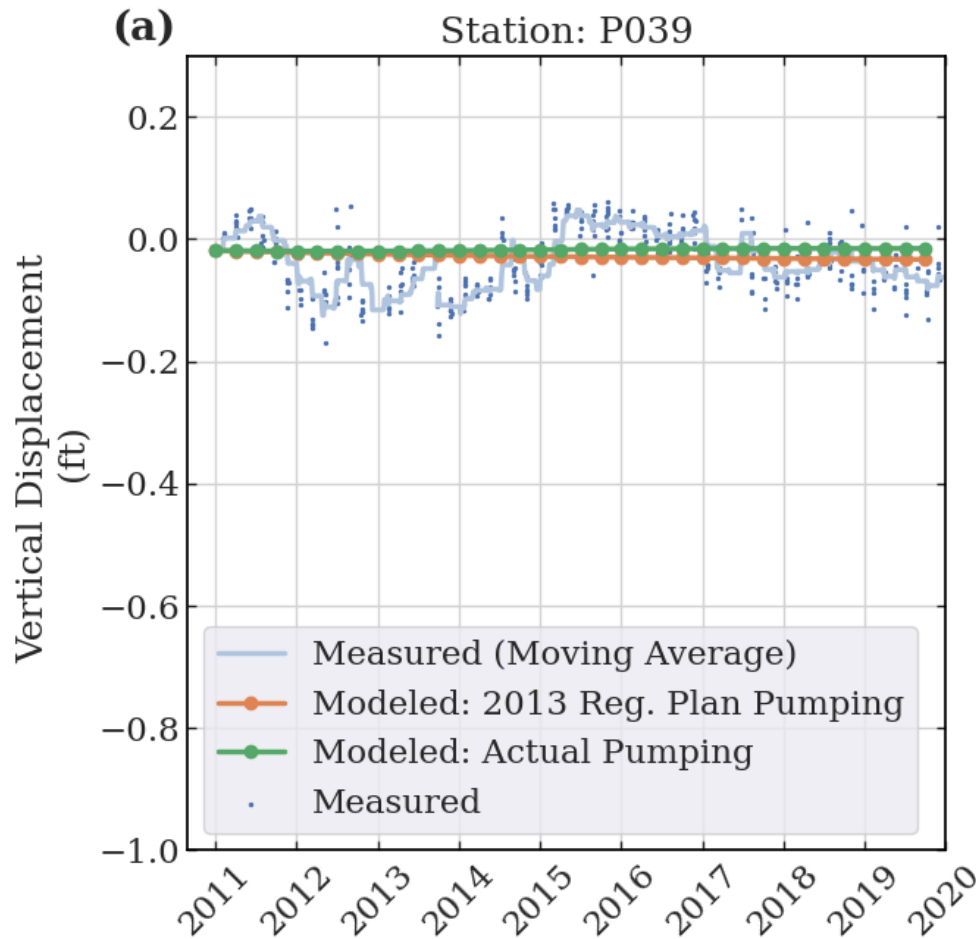 (a)
Station: P039
Vertical Displacement
(ft)
0.2
0.0
−0.2
−0.4
−0.6
−0.8
−1.0
Measured (Moving Average)
Modeled: 2013 Reg. Plan Pumping
Modeled: Actual Pumping
Measured
2011
2012
2013
2014
2015
2016
2017
2018
2019
2020